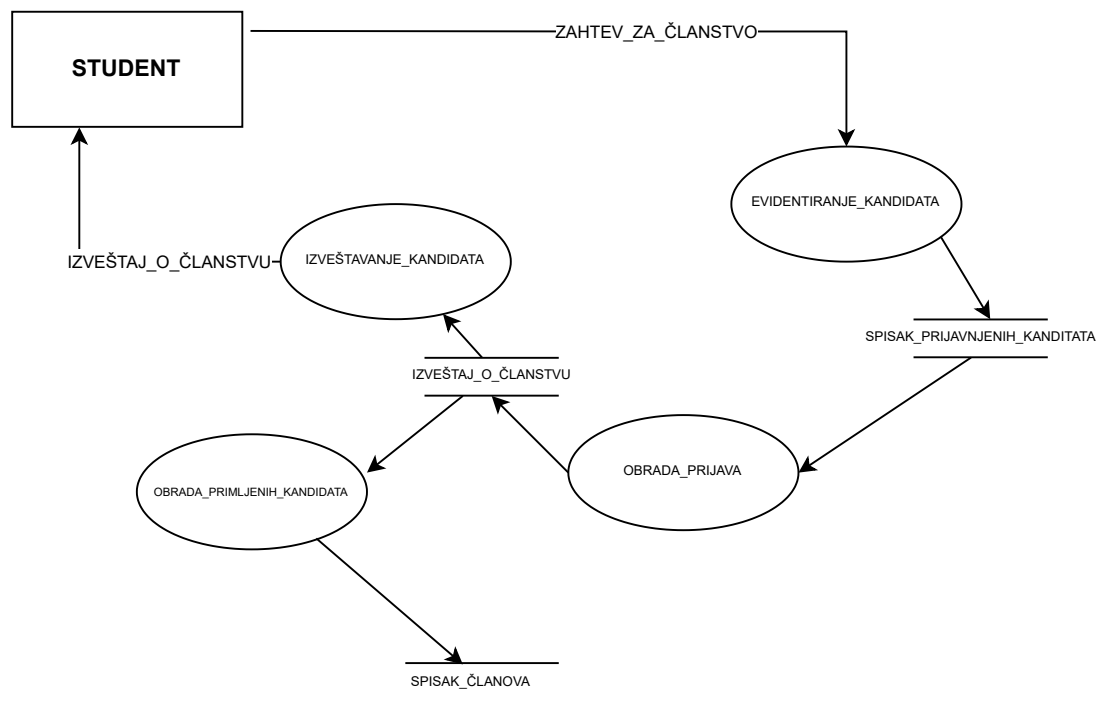 STUDENT
ZAHTEV_ZA_ČLANSTVO
EVIDENTIRANJE_KANDIDATA
IZVEŠTAJ_O_ČLANSTVU
IZVEŠTAVANJE_KANDIDATA
SPISAK_PRIJAVNJENIH_KANDITATA
IZVEŠTAJ_O_ČLANSTVU
OBRADA_PRIJAVA
OBRADA_PRIMLJENIH_KANDIDATA
SPISAK_ČLANOVA